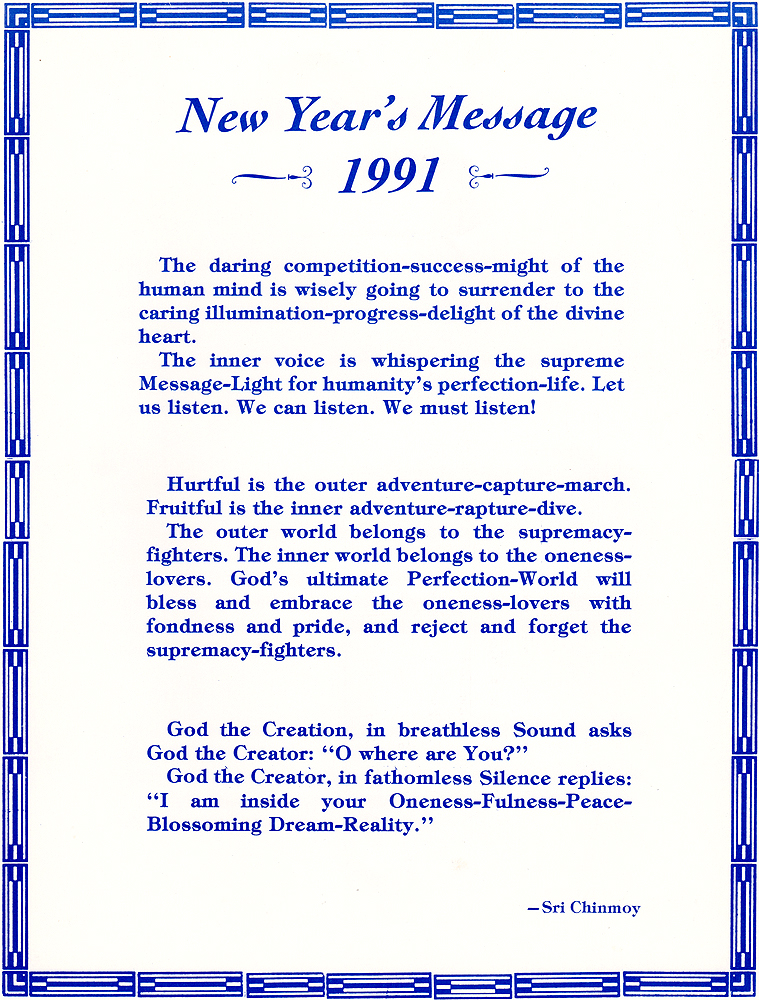 New Year's Message
1991
The daring competition-success-might of the
human mind is wisely going to surrender to the
caring illumination-progress-delight of the divine
heart.
The inner voice is whispering the supreme
Message-Light for humanity's perfection-life. Let
us listen. We can listen. We must listen!
Hurtful is the outer adventure-capture-march.
Fruitful is the inner adventure-rapture-dive.
The outer world belongs to the supremacy-
fighters. The inner world belongs to the oneness-
lovers. God's ultimate Perfection-World will
bless and embrace the oneness-lovers with
fondness and pride, and reject and forget the
supremacy-fighters.
God the Creation, in breathless Sound asks
God the Creator: “O where are You?”
God the Creator, in fathomless Silence replies:
“I am inside your Oneness-Fulness-Peace-
Blossoming Dream-Reality.”
—Sri Chinmoy